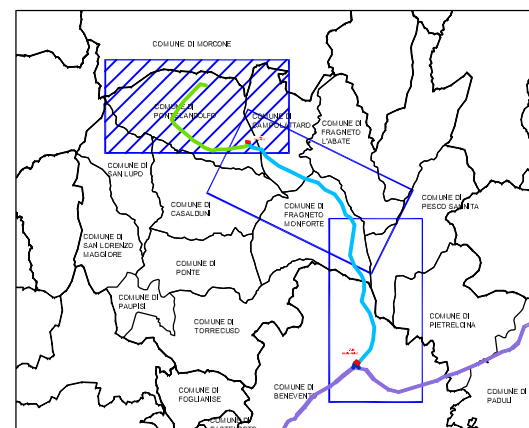 COMUNE DI MORCONE
COMUNE DI
PONTELANDOLFO
COMUNE DI
CAMPOLATTARO
COMUNE DI
FRAGNETO
L'ABATE
COMUNE DI
SAN LUPO
COMUNE DI
CASALDUNI
COMUNE DI
FRAGNETO
MONFORTE
COMUNE DI
PESCO SANNITA
COMUNE DI
SAN LORENZO
MAGGIORE
COMUNE DI
PONTE
COMUNE DI
PAUPISI
COMUNE DI
TORRECUSO
COMUNE DI
PIETRELCINA
COMUNE DI
FOGLIANISE
COMUNE DI
BENEVENTO
COMUNE DI
PADULI
COMUNE DI